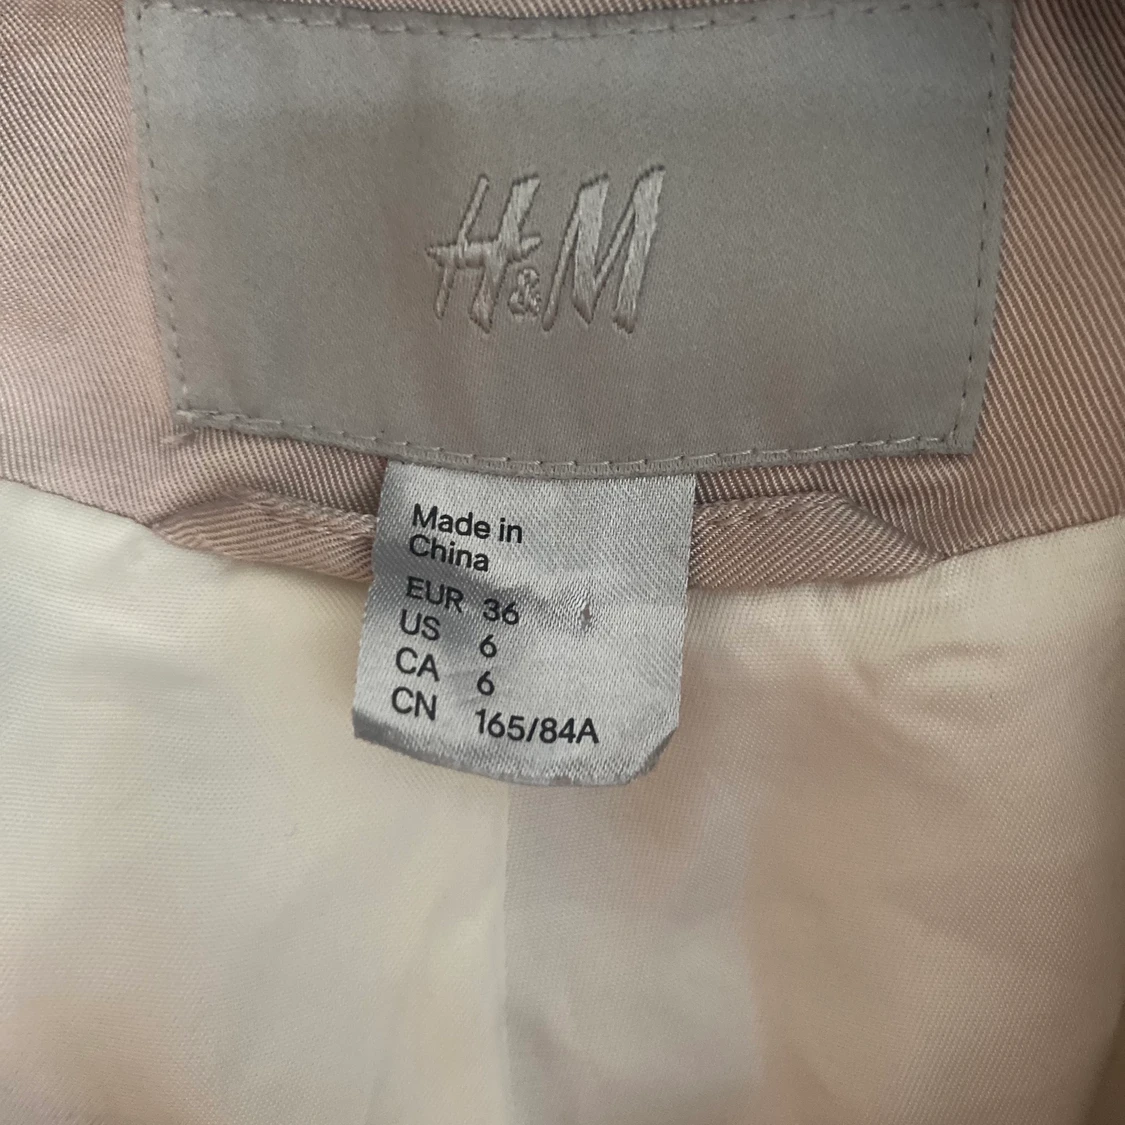 H&M
Made in
China
EUR 36
US 6
CA 6
CN 165/84A